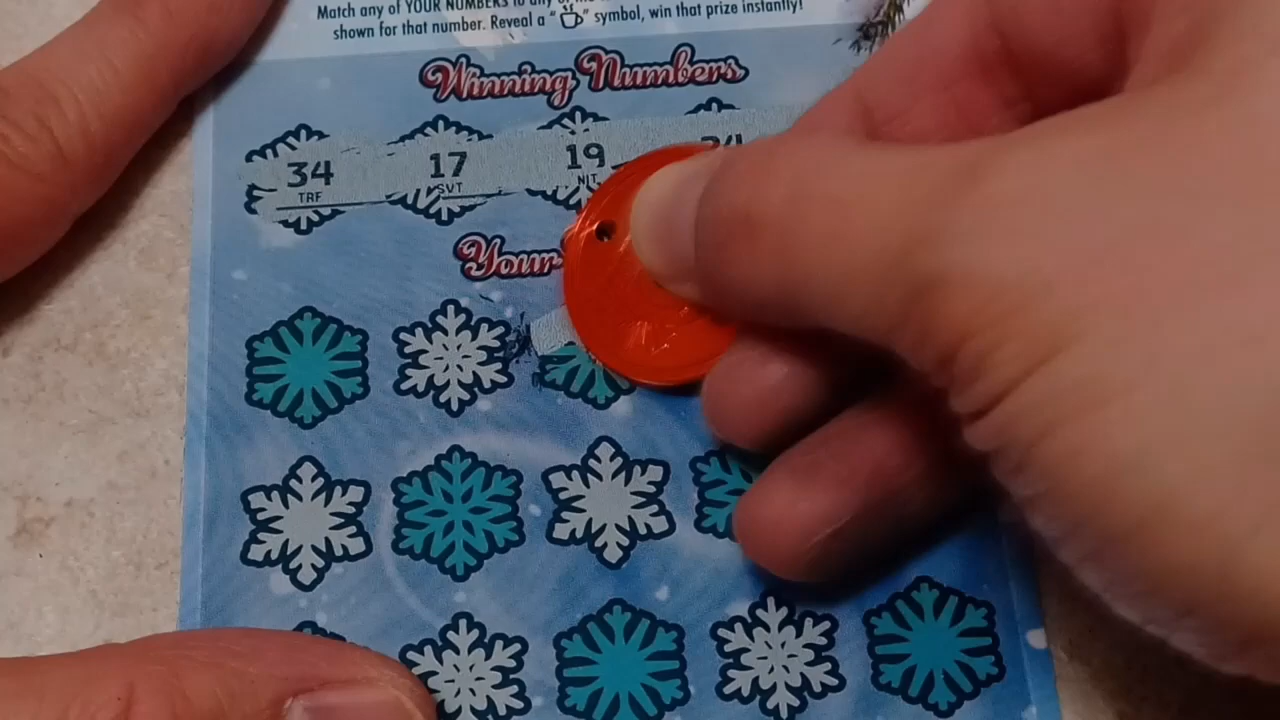 Match any of YOUR NUMBERS to any of
shown for that number. Reveal a " " symbol, win that prize instantly!
Winning Numbers
34 17 19
TRF SVT NIT
Your